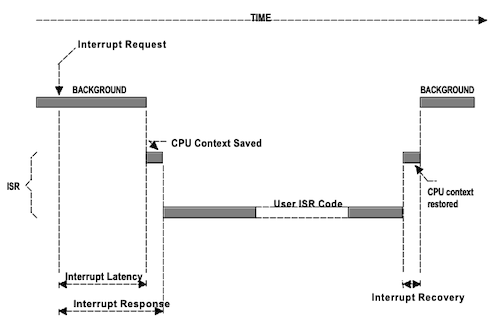 TIME
Interrupt Request
BACKGROUND
BACKGROUND
CPU Context Saved
ISR
CPU context
restored
User ISR Code
Interrupt Latency
Interrupt Response
Interrupt Recovery